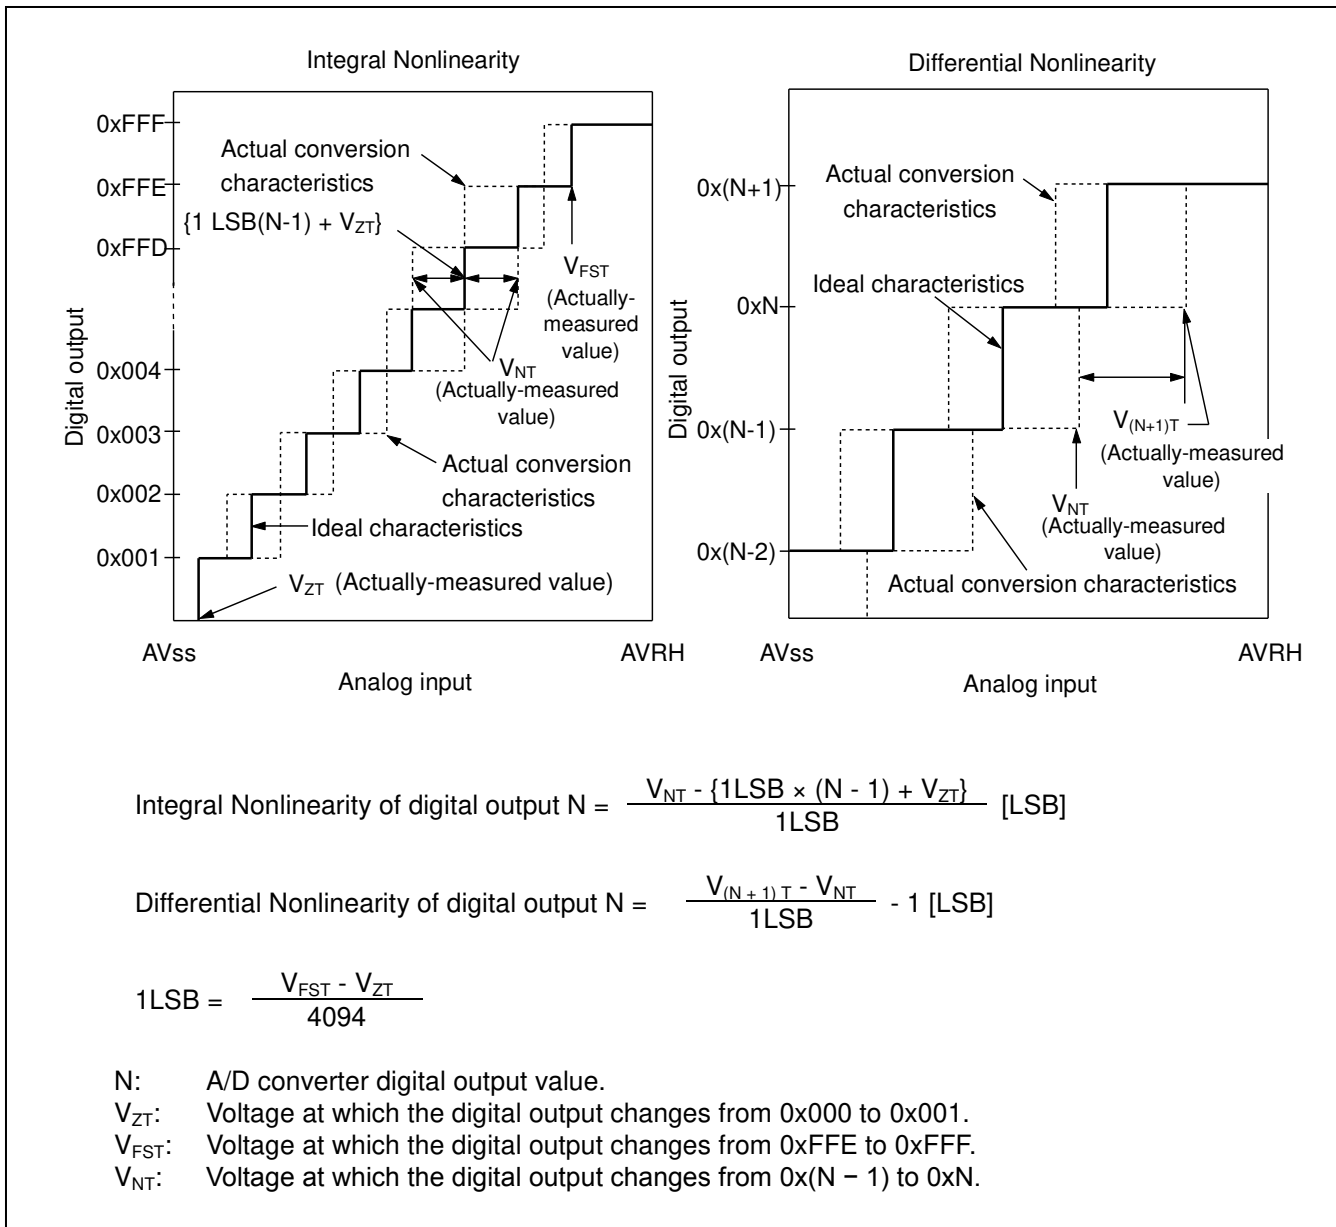 Integral Nonlinearity
0xFFF
0xFFE
0xFFD
0x004
0x003
0x002
0x001
Digital output
Actual conversion
characteristics
{1 LSB(N-1) + VZT}
VFST
(Actually-
measured
value)
VNT
(Actually-measured
value)
Actual conversion
characteristics
Ideal characteristics
VZT (Actually-measured value)
AVss
AVRH
Analog input
Differential Nonlinearity
0x(N+1)
0xN
0x(N-1)
0x(N-2)
Digital output
Actual conversion
characteristics
Ideal characteristics
V(N+1)T
(Actually-measured
value)
VNT
(Actually-measured
value)
Actual conversion characteristics
AVss
AVRH
Analog input
Integral Nonlinearity of digital output N = VNT - {1LSB × (N - 1) + VZT} / 1LSB [LSB]
Differential Nonlinearity of digital output N = V(N + 1) T - VNT / 1LSB - 1 [LSB]
1LSB = VFST - VZT / 4094
N: A/D converter digital output value.
VZT: Voltage at which the digital output changes from 0x000 to 0x001.
VFST: Voltage at which the digital output changes from 0xFFE to 0xFFF.
VNT: Voltage at which the digital output changes from 0x(N − 1) to 0xN.